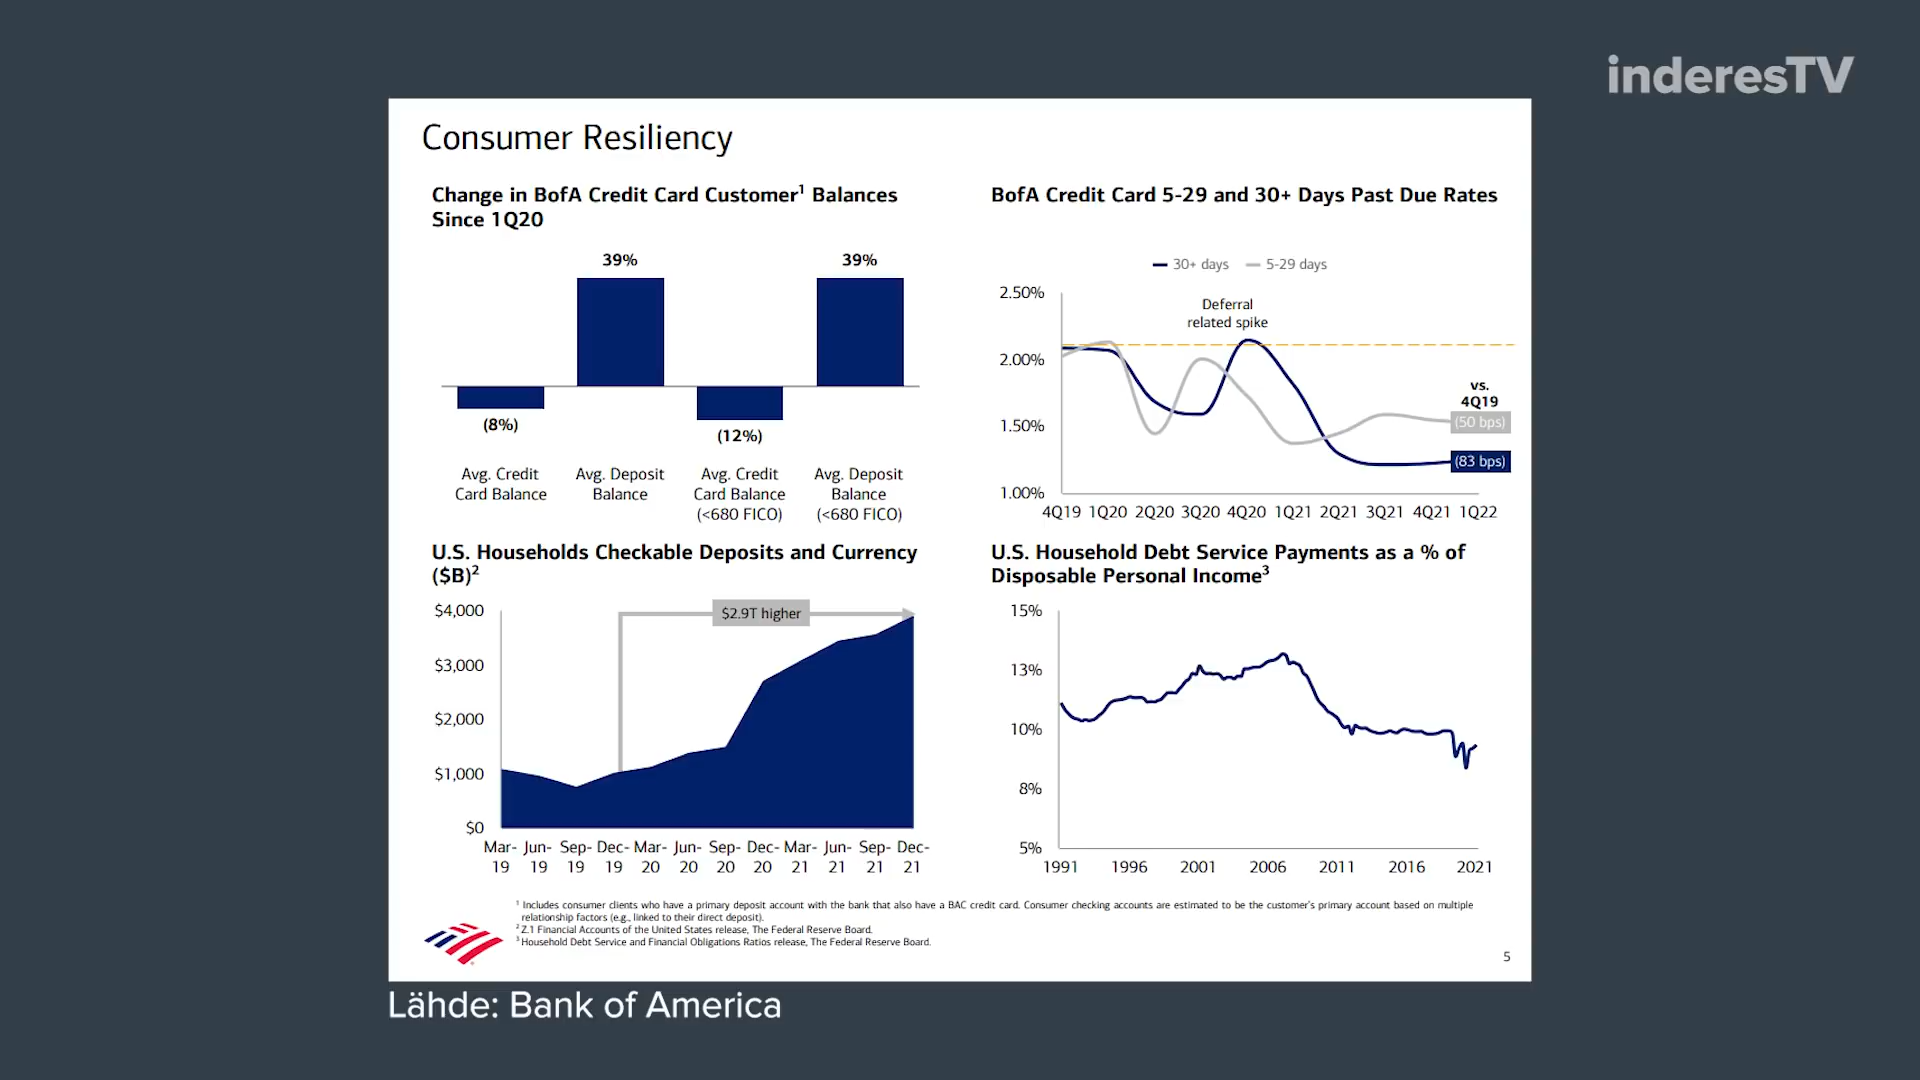 inderesTV
Consumer Resiliency
Change in BofA Credit Card Customer¹ Balances
Since 1Q20
39%
39%
(8%)
(12%)
Avg. Credit
Card Balance
Avg. Deposit
Balance
Avg. Credit
Card Balance
(<680 FICO)
Avg. Deposit
Balance
(<680 FICO)
BofA Credit Card 5-29 and 30+ Days Past Due Rates
30+ days
5-29 days
2.50%
2.00%
1.50%
1.00%
Deferral
related spike
vs.
4Q19
(50 bps)
(83 bps)
4Q19 1Q20 2Q20 3Q20 4Q20 1Q21 2Q21 3Q21 4Q21 1Q22
U.S. Households Checkable Deposits and Currency
($B)²
$4,000
$3,000
$2,000
$1,000
$0
$2.9T higher
Mar- Jun- Sep- Dec- Mar- Jun- Sep- Dec- Mar- Jun- Sep- Dec-
19 19 19 19 20 20 20 20 21 21 21 21
U.S. Household Debt Service Payments as a % of
Disposable Personal Income³
15%
13%
10%
8%
5%
1991 1996 2001 2006 2011 2016 2021
¹ Includes consumer clients who have a primary deposit account with the bank that also have a BAC credit card. Consumer checking accounts are estimated to be the customer's primary account based on multiple
relationship factors (e.g., linked to their direct deposit).
² Z.1 Financial Accounts of the United States release, The Federal Reserve Board.
³ Household Debt Service and Financial Obligations Ratios release, The Federal Reserve Board.
5
Lähde: Bank of America